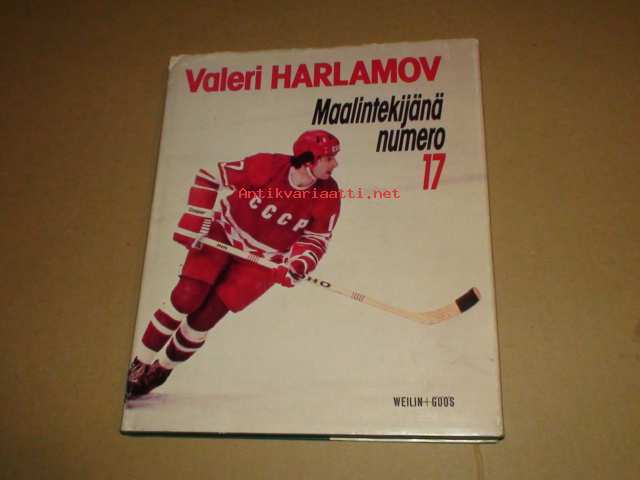 Valeri HARLAMOV
Maalintekijänä
numero
17
Antikvariaatti.net
CCCP
WEILIN+GÖÖS